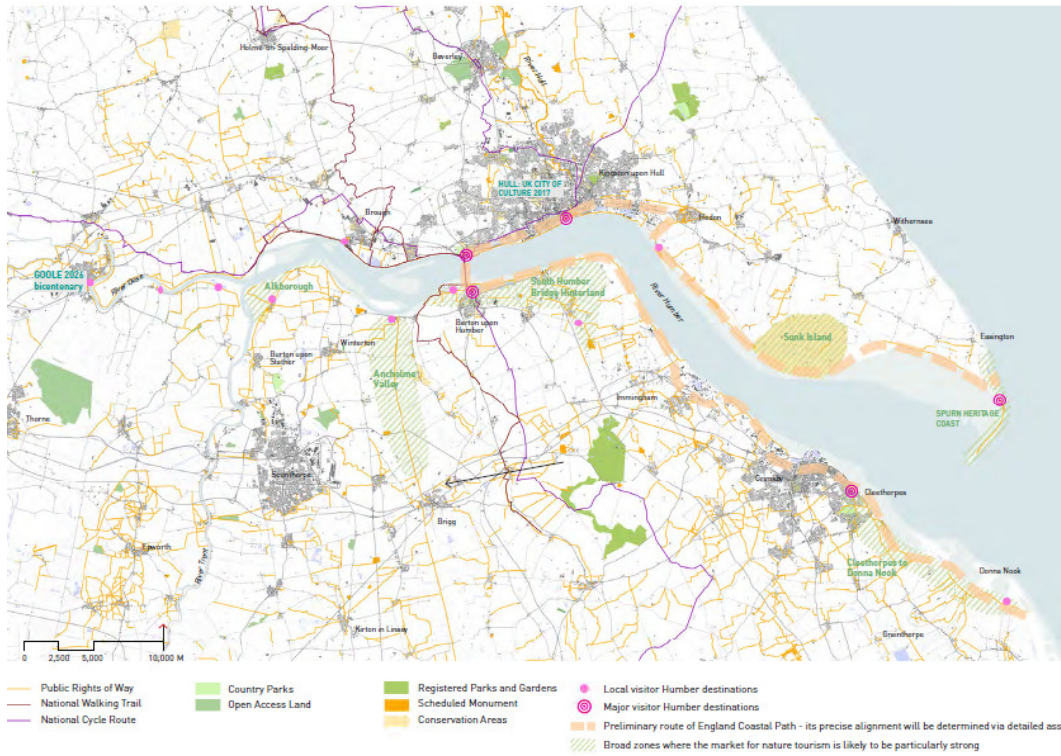 Holme-on-Spalding-Moor
Beverley
River Hull
HULL: UK CITY OF
CULTURE 2017
Kingston upon Hull
Brough
Hedon
Withernsea
GOOLE 2026
bicentenary
River Ouse
Alkborough
South Humber
Bridge Hinterland
River Humber
Barton upon
Humber
Winterton
Burton upon
Stather
Ancholme
Valley
Sunk Island
Easington
Thorne
Immingham
SPURN HERITAGE
COAST
Scunthorpe
Grimsby
Cleethorpes
Brigg
Epworth
River Trent
Cleethorpes to
Donna Nook
Donna Nook
Kirton in Lindsey
Grainthorpe
0 2,500 5,000 10,000 M
Public Rights of Way
National Walking Trail
National Cycle Route
Country Parks
Open Access Land
Registered Parks and Gardens
Scheduled Monument
Conservation Areas
Local visitor Humber destinations
Major visitor Humber destinations
Preliminary route of England Coastal Path - its precise alignment will be determined via detailed ass
Broad zones where the market for nature tourism is likely to be particularly strong